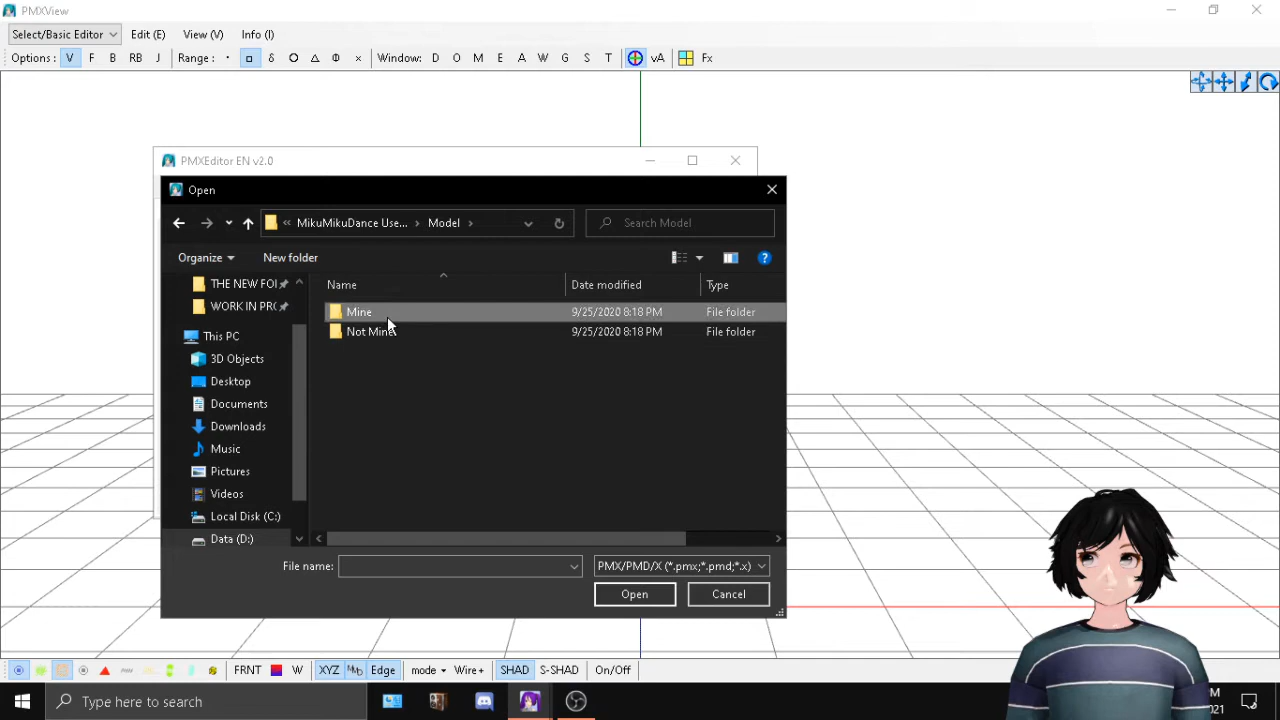 PMXView
Select/Basic Editor Edit (E) View (V) Info (I)
Options: V F B RB J Range: Window: D O M E A W G S T vA Fx
PMXEditor EN v2.0
Open
« MikuMikuDance Use... › Model › Search Model
Organize New folder
Name Date modified Type
THE NEW FOL
WORK IN PR(
This PC
3D Objects
Desktop
Documents
Downloads
Music
Pictures
Videos
Local Disk (C:)
Data (D:)
Mine 9/25/2020 8:18 PM File folder
Not Mine 9/25/2020 8:18 PM File folder
File name: PMX/PMD/X (*.pmx;*.pmd;*.x)
Open Cancel
FRNT W XYZ Edge mode Wire+ SHAD S-SHAD On/Off
Type here to search
M
021